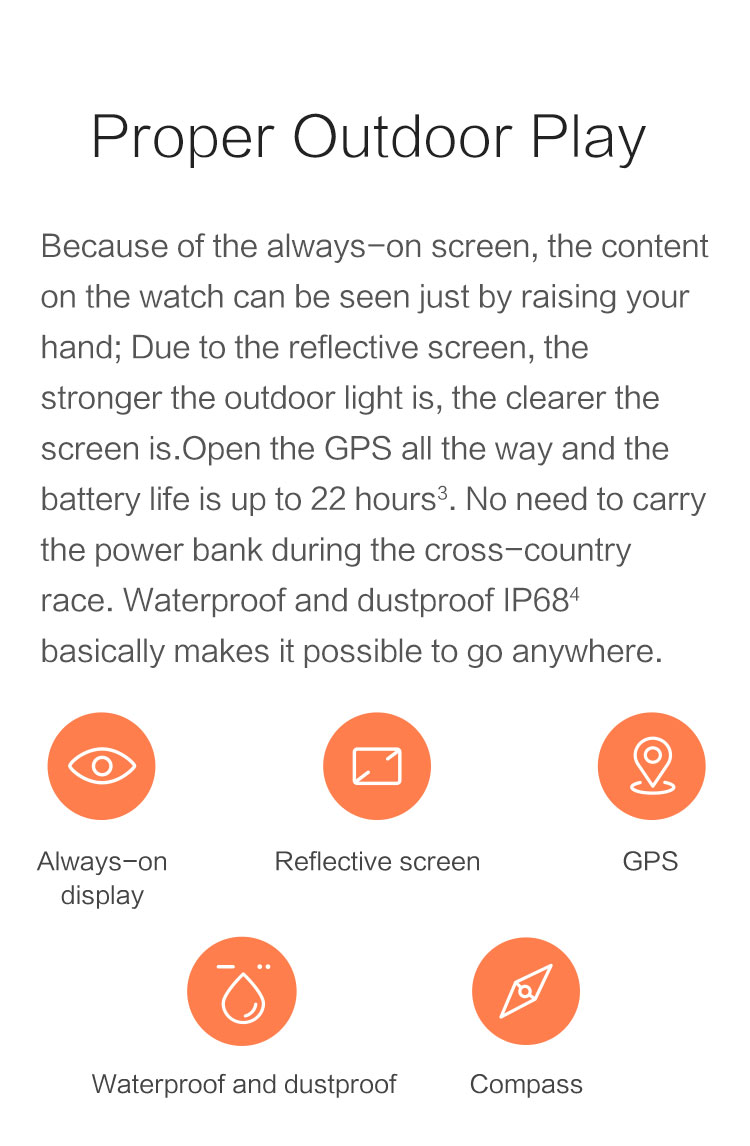 Proper Outdoor Play
Because of the always-on screen, the content
on the watch can be seen just by raising your
hand; Due to the reflective screen, the
stronger the outdoor light is, the clearer the
screen is.Open the GPS all the way and the
battery life is up to 22 hours³. No need to carry
the power bank during the cross-country
race. Waterproof and dustproof IP68⁴
basically makes it possible to go anywhere.
Always-on
display
Reflective screen
GPS
Waterproof and dustproof
Compass